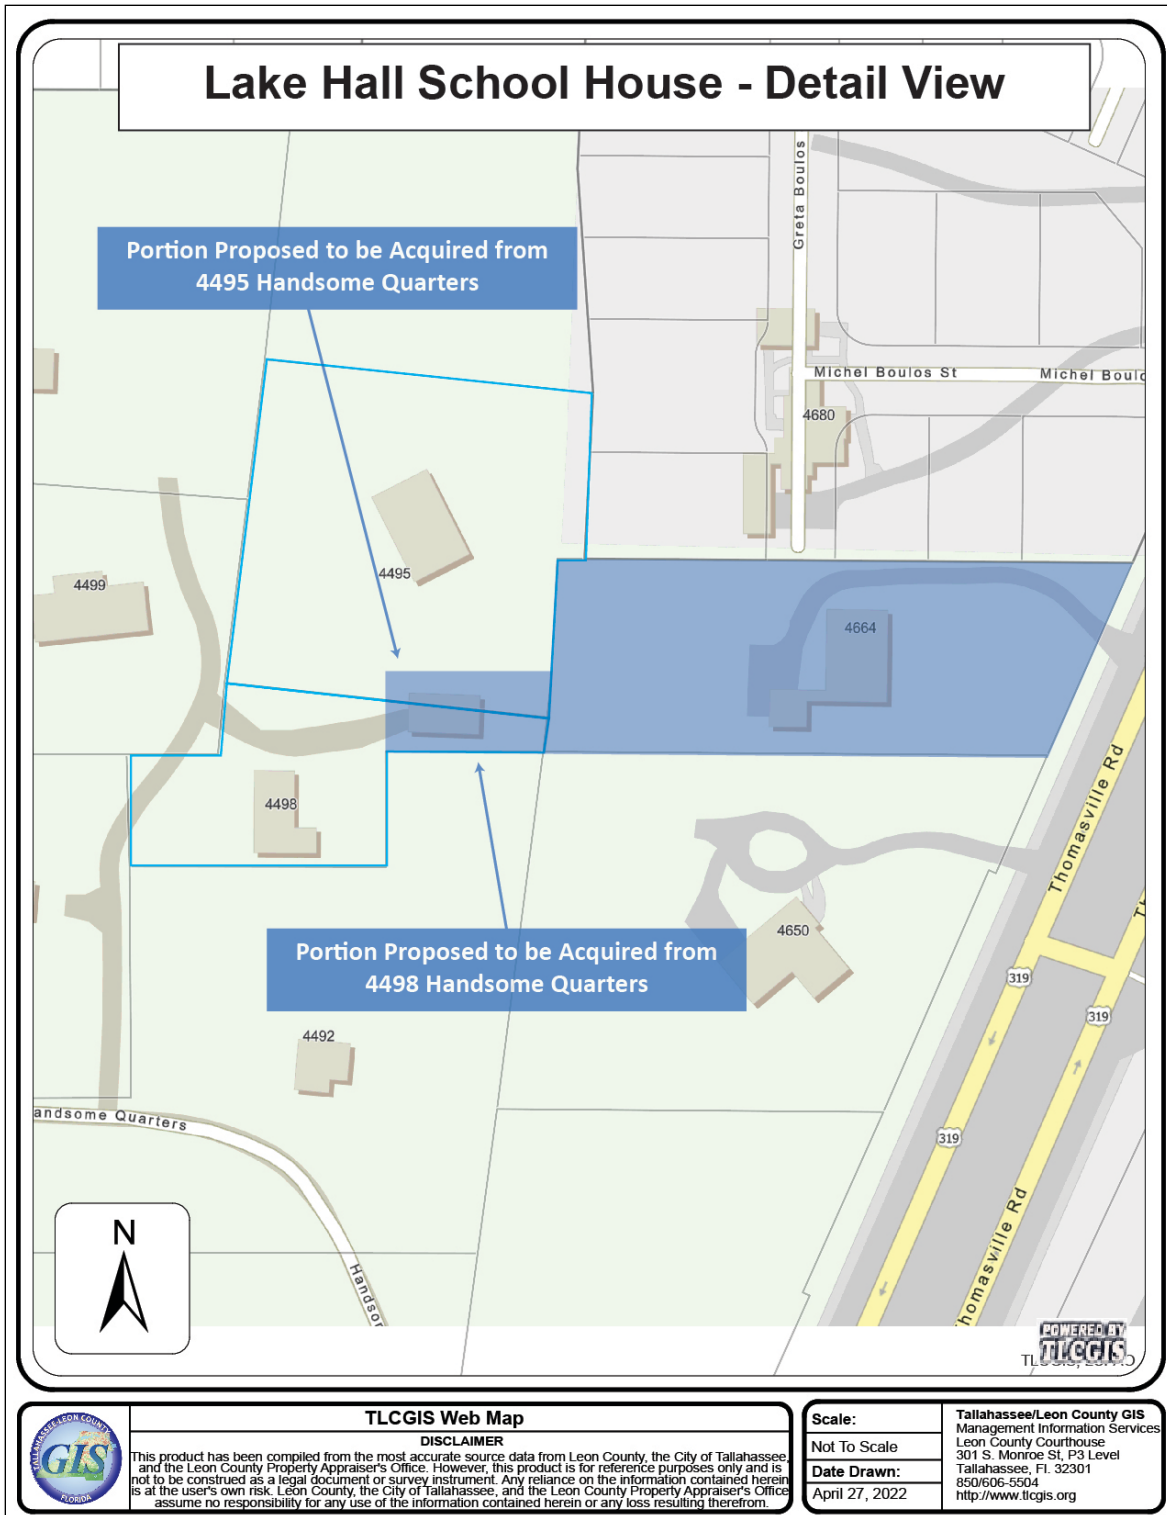 Lake Hall School House - Detail View
Greta Boulos
Portion Proposed to be Acquired from
4495 Handsome Quarters
Michel Boulos St
Michel Boulo
4680
4495
4499
4664
4498
Thomasville Rd
4650
Portion Proposed to be Acquired from
4498 Handsome Quarters
319
319
4492
andsome Quarters
319
Thomasville Rd
N
Handsor
POWERED BY
TLCGIS
TLCGIS Web Map
DISCLAIMER
This product has been compiled from the most accurate source data from Leon County, the City of Tallahassee,
and the Leon County Property Appraiser's Office. However, this product is for reference purposes only and is
not to be construed as a legal document or survey instrument. Any reliance on the information contained herein
is at the user's own risk. Leon County, the City of Tallahassee, and the Leon County Property Appraiser's Office
assume no responsibility for any use of the information contained herein or any loss resulting therefrom.
TALLAHASSEE-LEON COUNTY
GIS
FLORIDA
Scale:
Not To Scale
Date Drawn:
April 27, 2022
Tallahassee/Leon County GIS
Management Information Services
Leon County Courthouse
301 S. Monroe St, P3 Level
Tallahassee, Fl. 32301
850/606-5504
http://www.tlcgis.org